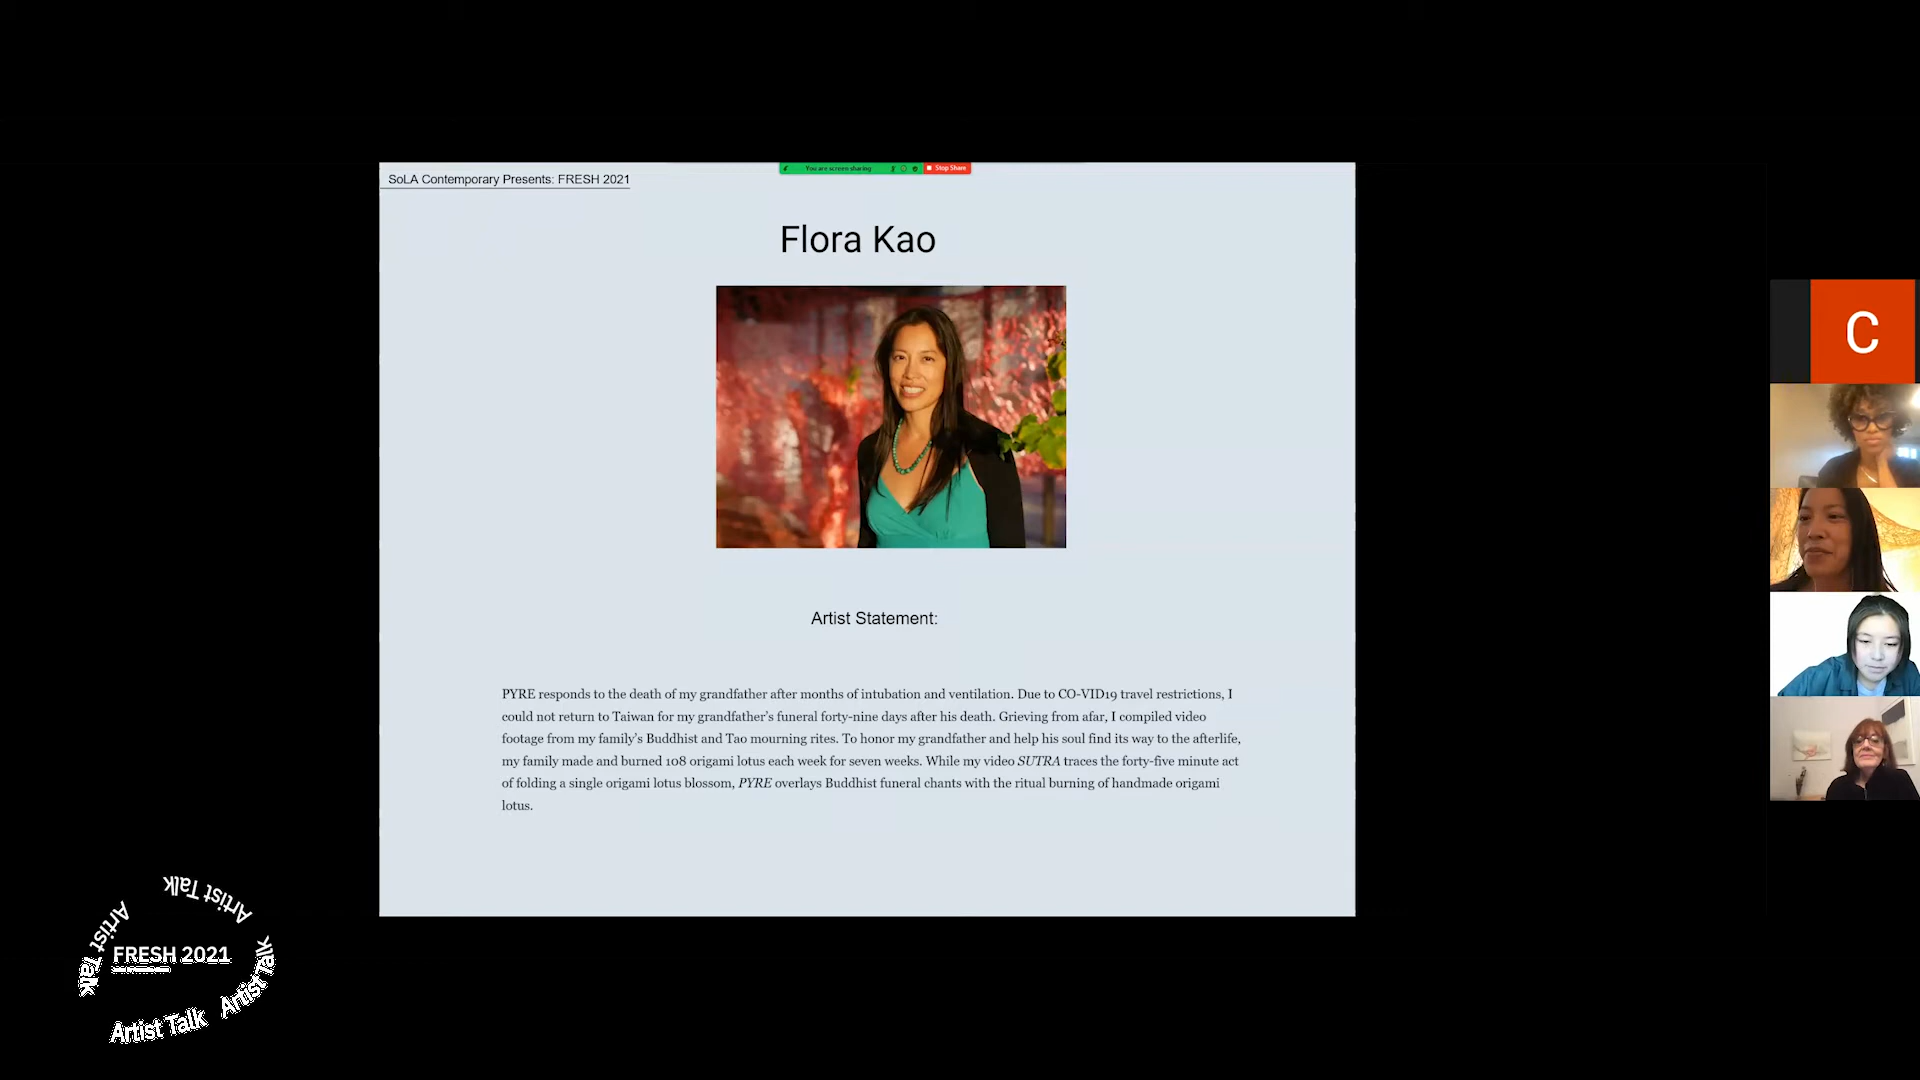 SoLA Contemporary Presents: FRESH 2021
You are screen sharing
Stop Share
Flora Kao
C
Artist Statement:
PYRE responds to the death of my grandfather after months of intubation and ventilation. Due to CO-VID19 travel restrictions, I
could not return to Taiwan for my grandfather's funeral forty-nine days after his death. Grieving from afar, I compiled video
footage from my family's Buddhist and Tao mourning rites. To honor my grandfather and help his soul find its way to the afterlife,
my family made and burned 108 origami lotus each week for seven weeks. While my video SUTRA traces the forty-five minute act
of folding a single origami lotus blossom, PYRE overlays Buddhist funeral chants with the ritual burning of handmade origami
lotus.
Artist Talk
Artist Talk
FRESH 2021
Artist Talk
Artist Talk